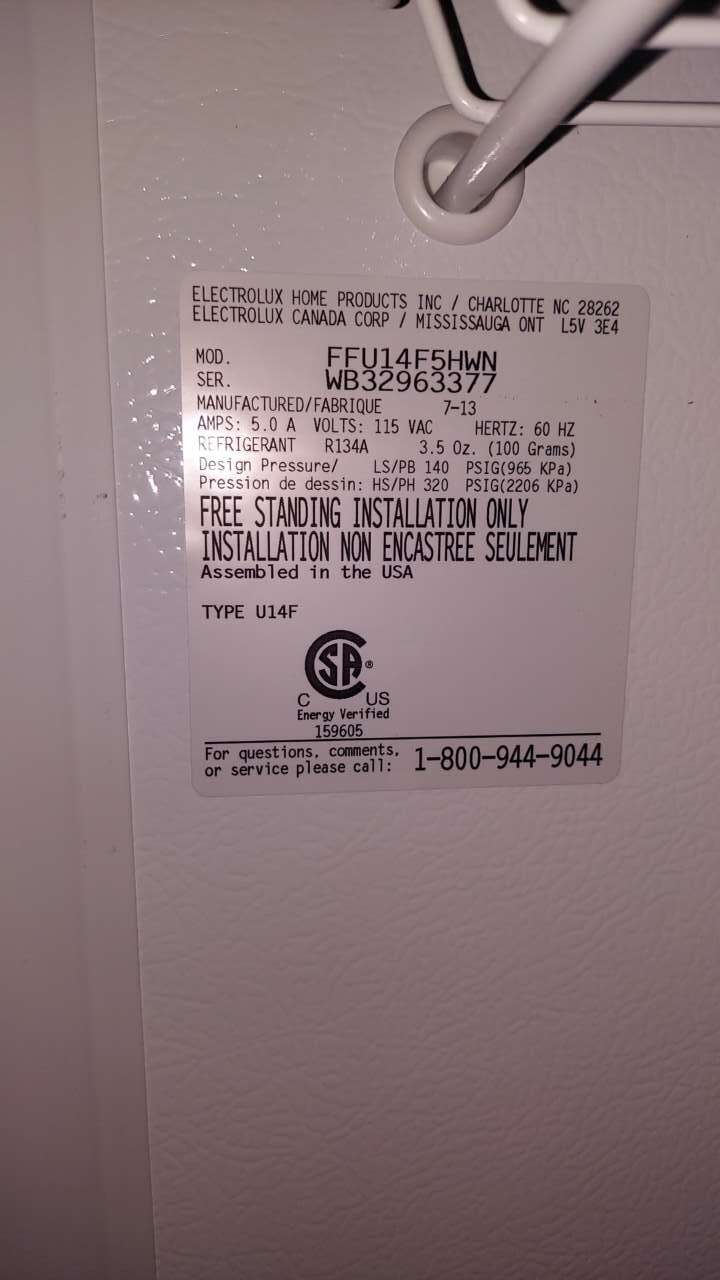 ELECTROLUX HOME PRODUCTS INC / CHARLOTTE NC 28262
ELECTROLUX CANADA CORP / MISSISSAUGA ONT L5V 3E4
MOD. FFU14F5HWN
SER. WB32963377
MANUFACTURED/FABRIQUE 7-13
AMPS: 5.0 A VOLTS: 115 VAC HERTZ: 60 HZ
REFRIGERANT R134A 3.5 Oz. (100 Grams)
Design Pressure/ LS/PB 140 PSIG(965 KPa)
Pression de dessin: HS/PH 320 PSIG(2206 KPa)
FREE STANDING INSTALLATION ONLY
INSTALLATION NON ENCASTREE SEULEMENT
Assembled in the USA
TYPE U14F
SA ®
C US
Energy Verified
159605
For questions, comments,
or service please call: 1-800-944-9044